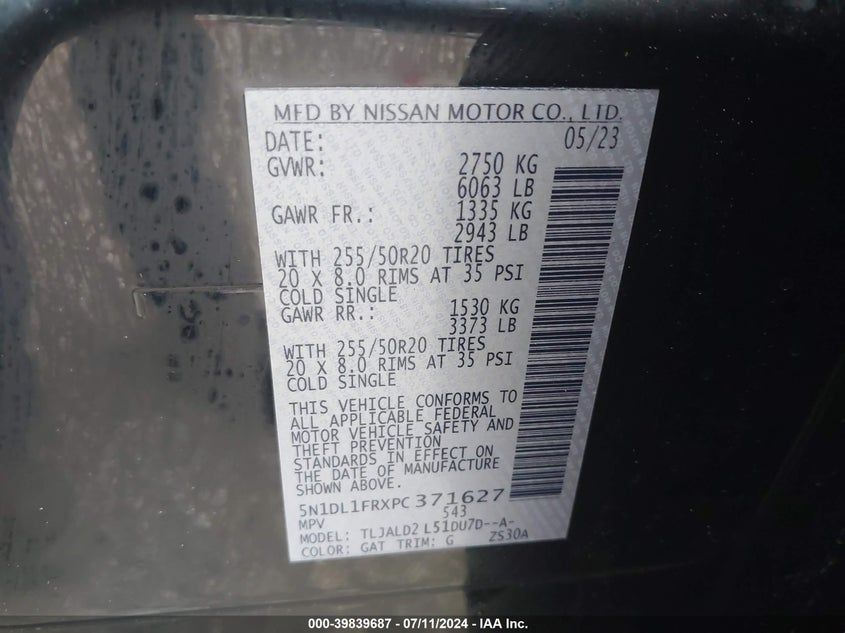 MFD BY NISSAN MOTOR CO., LTD.
DATE: 05/23
GVWR: 2750 KG
6063 LB
GAWR FR.: 1335 KG
2943 LB
WITH 255/50R20 TIRES
20 X 8.0 RIMS AT 35 PSI
COLD SINGLE
GAWR RR.: 1530 KG
3373 LB
WITH 255/50R20 TIRES
20 X 8.0 RIMS AT 35 PSI
COLD SINGLE
THIS VEHICLE CONFORMS TO
ALL APPLICABLE FEDERAL
MOTOR VEHICLE SAFETY AND
THEFT PREVENTION
STANDARDS IN EFFECT ON
THE DATE OF MANUFACTURE
SHOWN ABOVE.
5N1DL1FRXPC371627
MPV 543
MODEL: TLJALD2 L51DU7D--A-
COLOR: GAT TRIM: G ZS30A
000-39839687 - 07/11/2024 - IAA Inc.